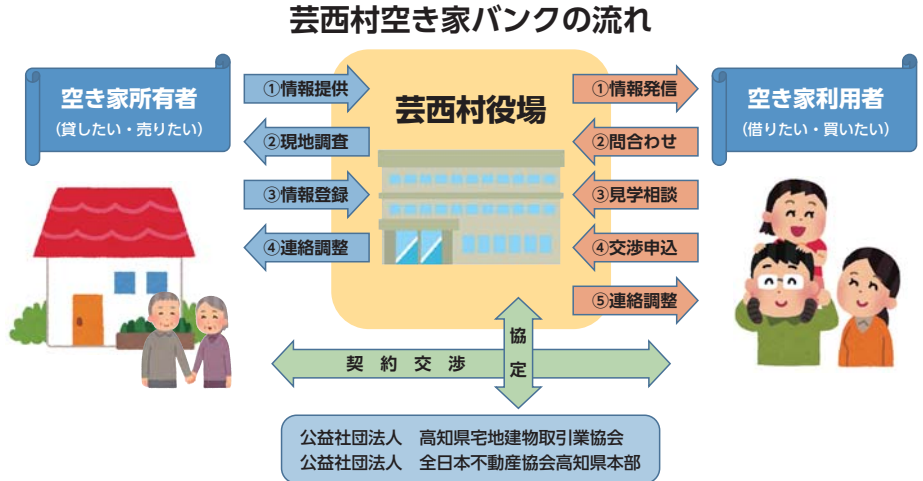 芸西村空き家バンクの流れ
空き家所有者
(貸したい・売りたい)
①情報提供
②現地調査
③情報登録
④連絡調整
芸西村役場
①情報発信
②問合わせ
③見学相談
④交渉申込
⑤連絡調整
空き家利用者
(借りたい・買いたい)
契約交渉
協定
公益社団法人　高知県宅地建物取引業協会
公益社団法人　全日本不動産協会高知県本部